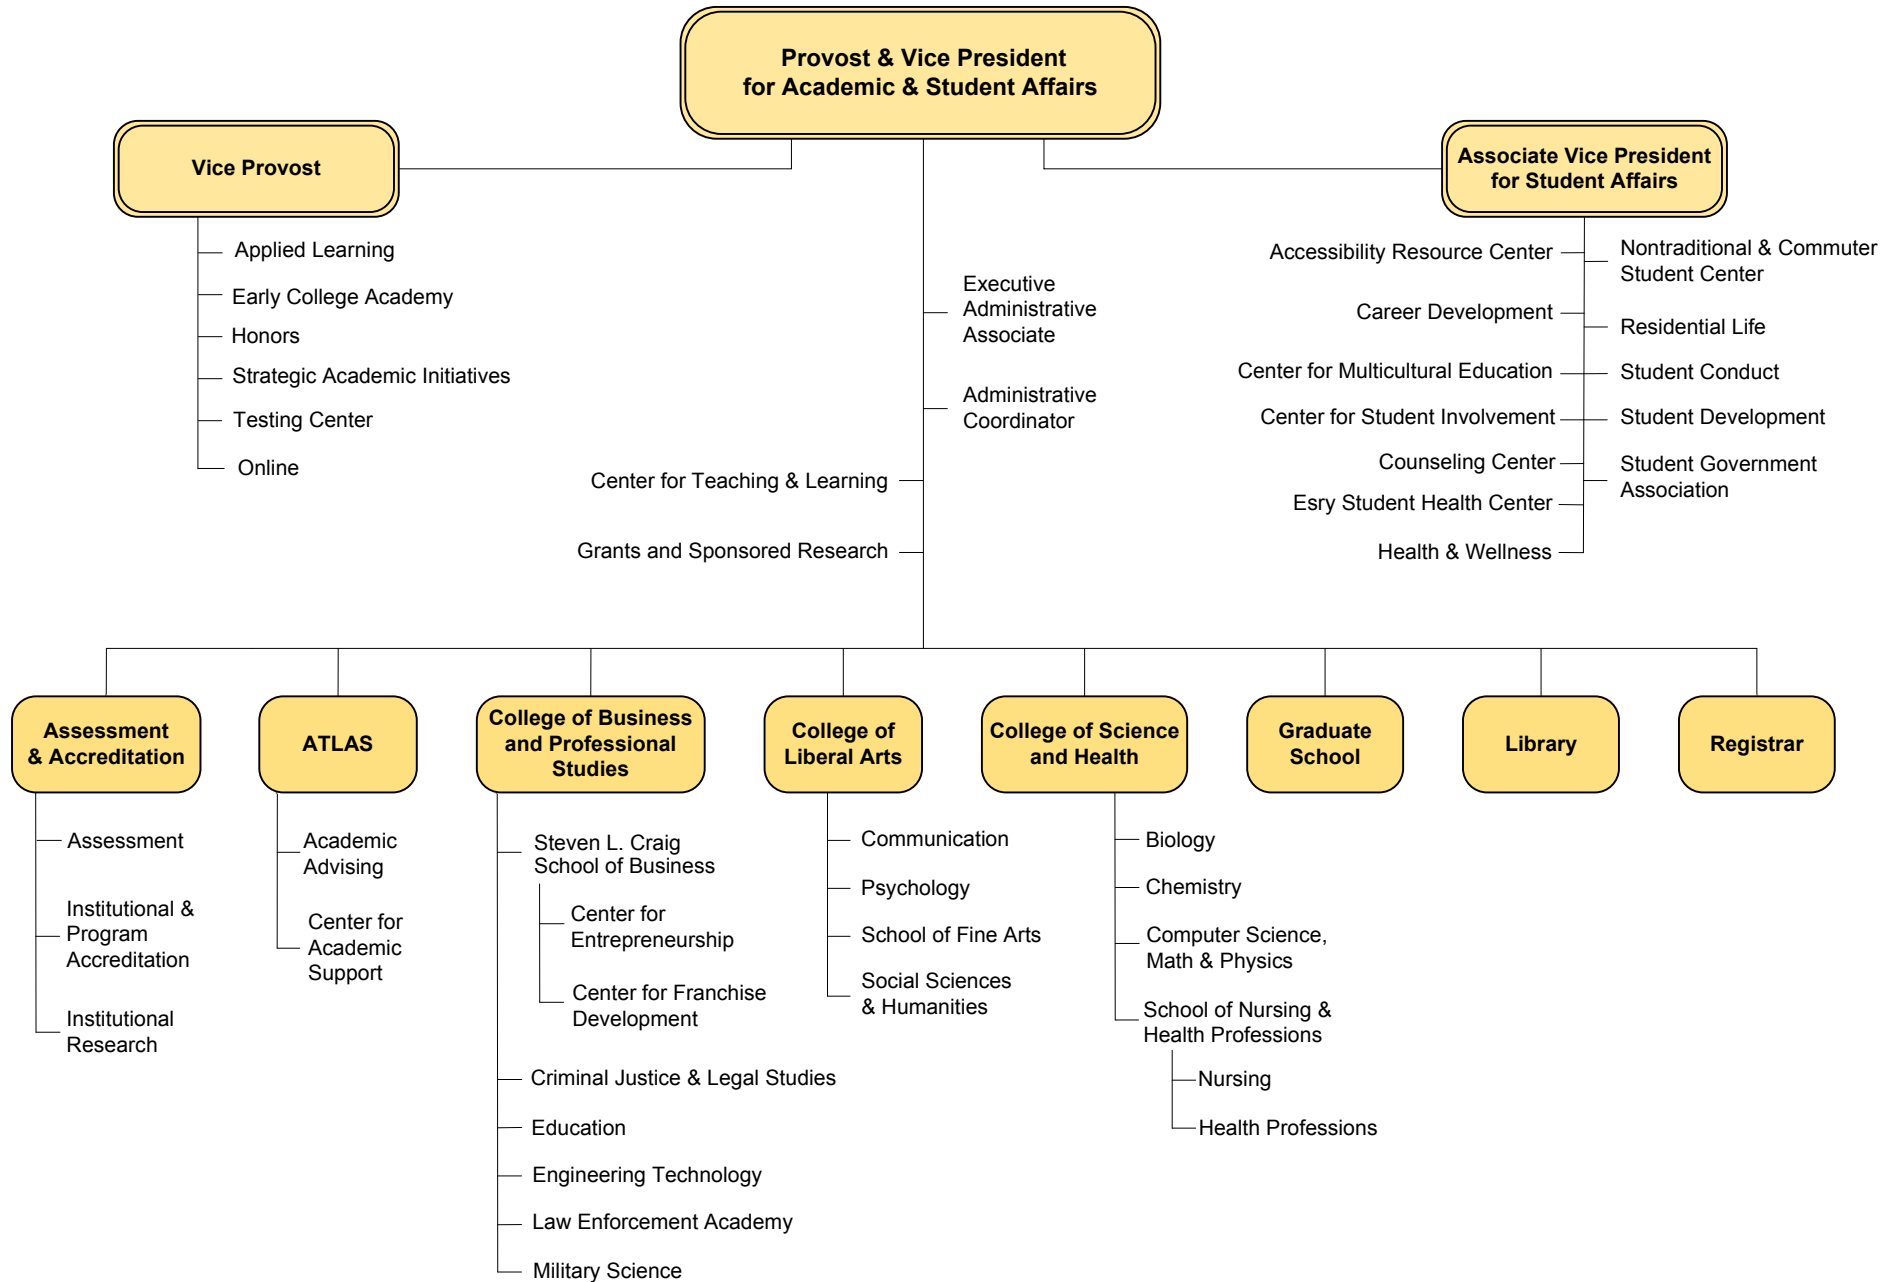 Provost & Vice President
for Academic & Student Affairs
Vice Provost
Applied Learning
Early College Academy
Honors
Strategic Academic Initiatives
Testing Center
Online
Executive
Administrative
Associate
Administrative
Coordinator
Center for Teaching & Learning
Grants and Sponsored Research
Associate Vice President
for Student Affairs
Accessibility Resource Center
Career Development
Center for Multicultural Education
Center for Student Involvement
Counseling Center
Esry Student Health Center
Health & Wellness
Nontraditional & Commuter
Student Center
Residential Life
Student Conduct
Student Development
Student Government
Association
Assessment
& Accreditation
Assessment
Institutional &
Program
Accreditation
Institutional
Research
ATLAS
Academic
Advising
Center for
Academic
Support
College of Business
and Professional
Studies
Steven L. Craig
School of Business
Center for
Entrepreneurship
Center for Franchise
Development
Criminal Justice & Legal Studies
Education
Engineering Technology
Law Enforcement Academy
Military Science
College of
Liberal Arts
Communication
Psychology
School of Fine Arts
Social Sciences
& Humanities
College of Science
and Health
Biology
Chemistry
Computer Science,
Math & Physics
School of Nursing &
Health Professions
Nursing
Health Professions
Graduate
School
Library
Registrar